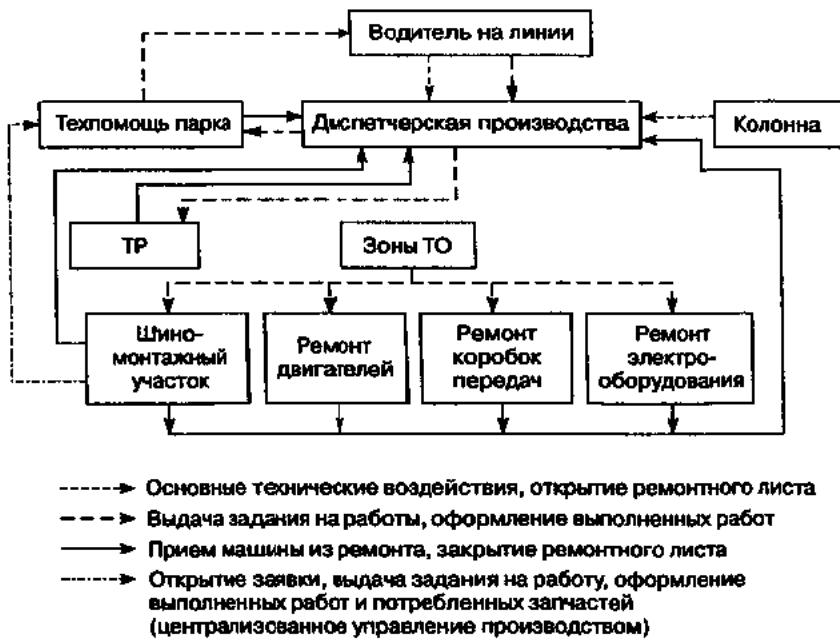 Водитель на линии
Техпомощь парка
Диспетчерская производства
Колонна
ТР
Зоны ТО
Шино-
монтажный
участок
Ремонт
двигателей
Ремонт
коробок
передач
Ремонт
электро-
оборудования
Основные технические воздействия, открытие ремонтного листа
Выдача задания на работы, оформление выполненных работ
Прием машины из ремонта, закрытие ремонтного листа
Открытие заявки, выдача задания на работу, оформление
выполненных работ и потребленных запчастей
(централизованное управление производством)